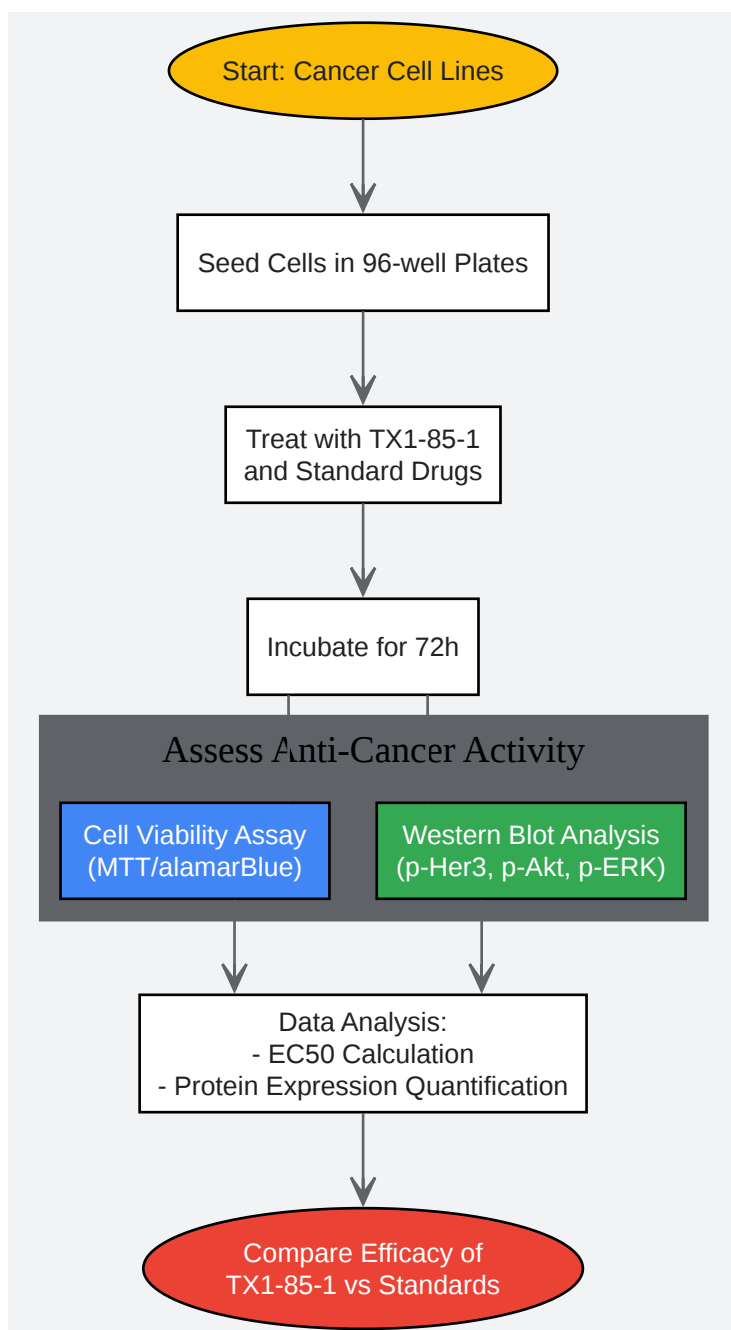 Start: Cancer Cell Lines
Seed Cells in 96-well Plates
Treat with TX1-85-1
and Standard Drugs
Incubate for 72h
Assess Anti-Cancer Activity
Cell Viability Assay
(MTT/alamarBlue)
Western Blot Analysis
(p-Her3, p-Akt, p-ERK)
Data Analysis:
- EC50 Calculation
- Protein Expression Quantification
Compare Efficacy of
TX1-85-1 vs Standards